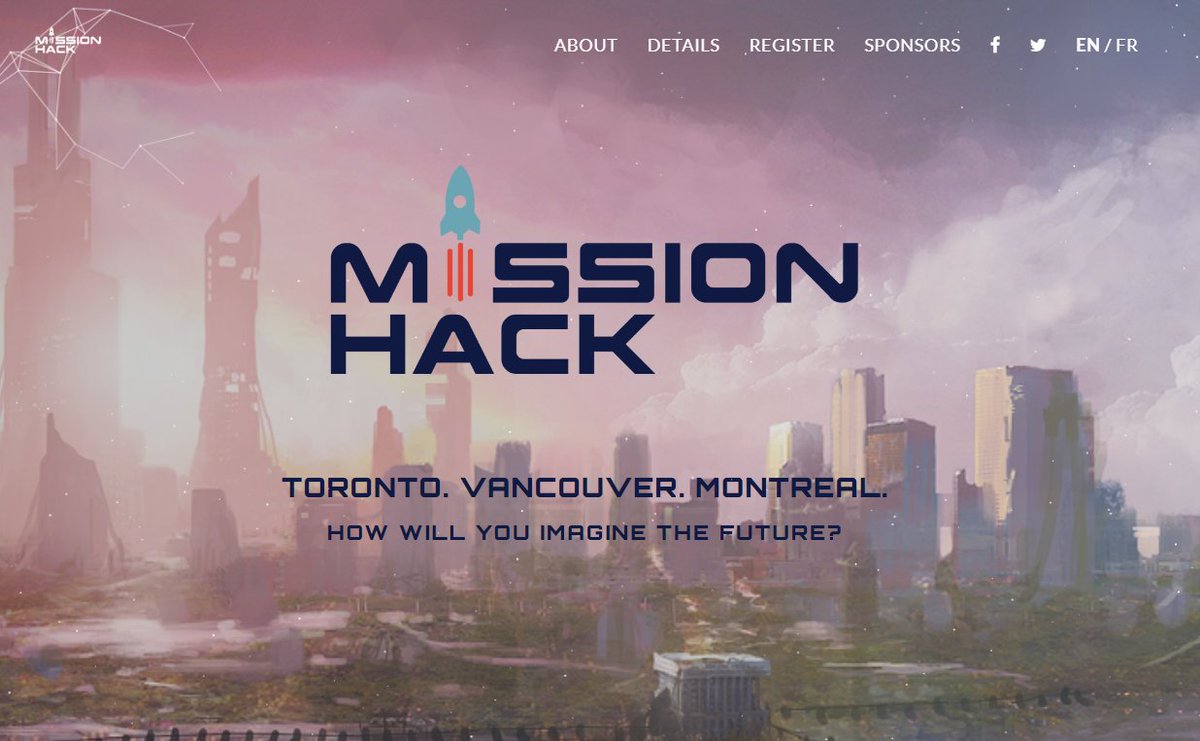 MISSION
HACK
ABOUT DETAILS REGISTER SPONSORS EN / FR
MISSION
HACK
TORONTO. VANCOUVER. MONTREAL.
HOW WILL YOU IMAGINE THE FUTURE?